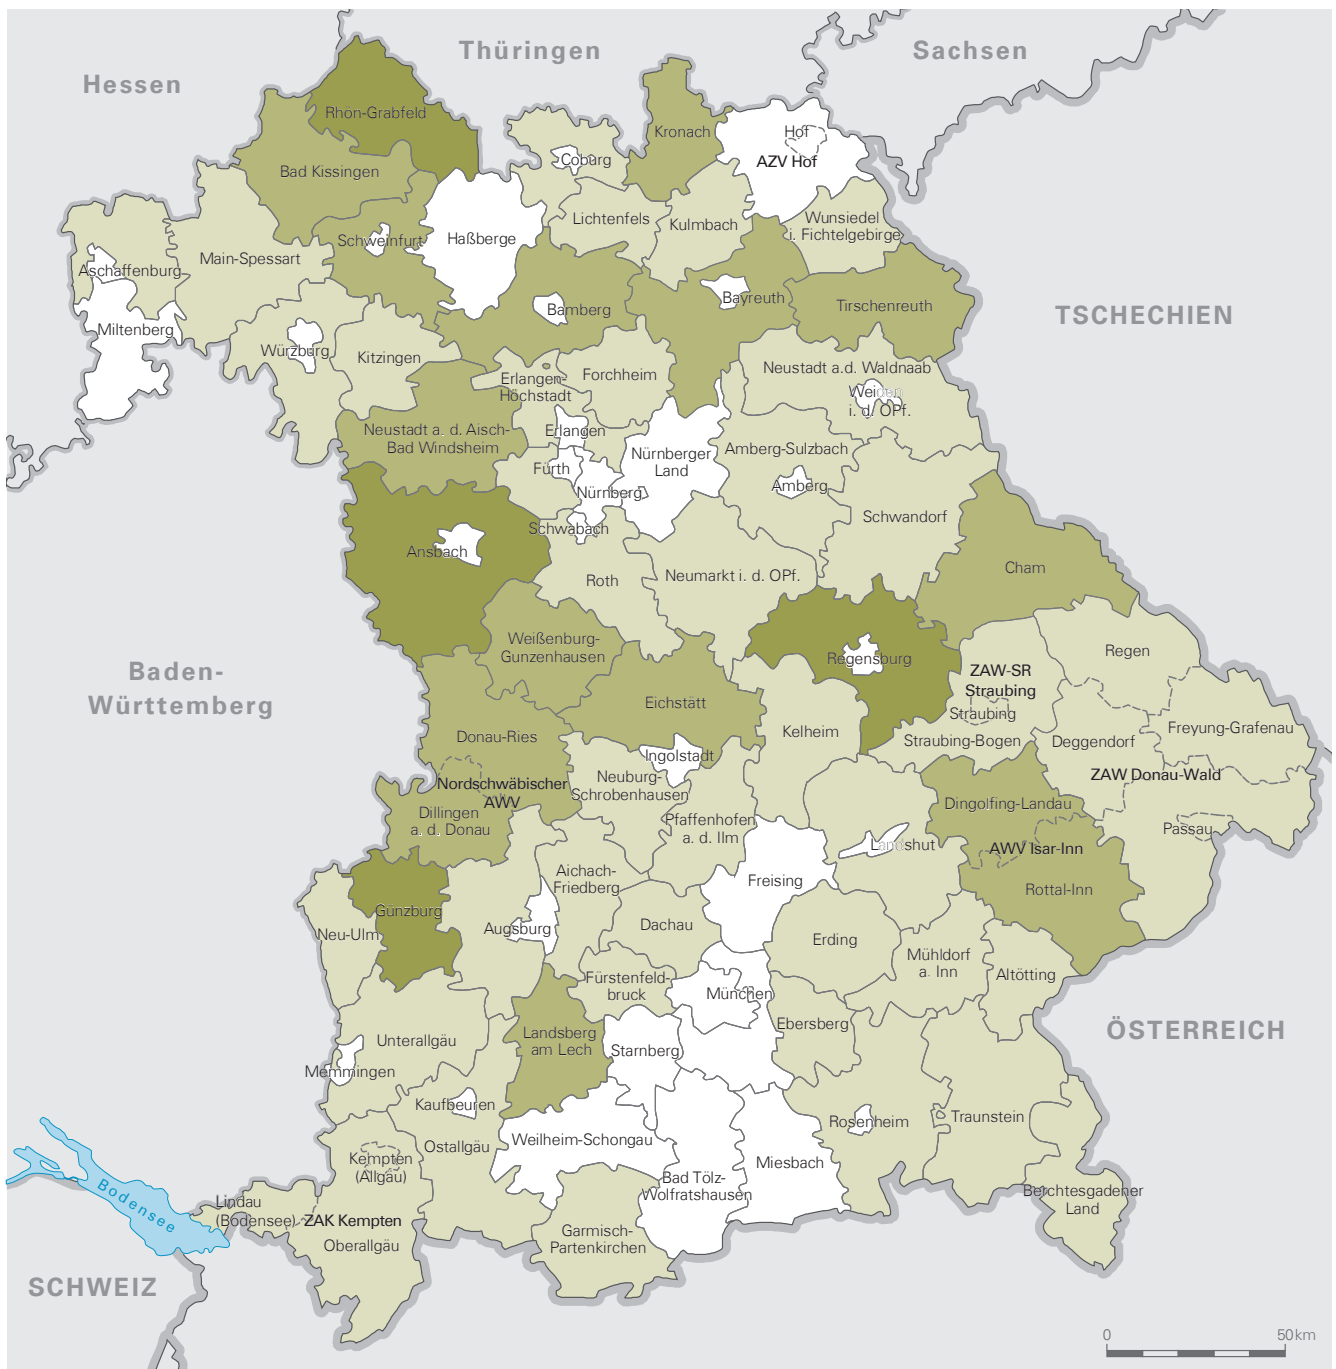 Thüringen
Sachsen
Hessen
Rhön-Grabfeld
Kronach
Hof
AZV Hof
Coburg
Bad Kissingen
Lichtenfels
Kulmbach
Wunsiedel
i. Fichtelgebirge
Schweinfurt
Haßberge
Main-Spessart
Aschaffenburg
Bayreuth
Tirschenreuth
Bamberg
TSCHECHIEN
Miltenberg
Würzburg
Kitzingen
Erlangen-
Höchstadt
Forchheim
Neustadt a.d. Waldnaab
Weiden
i. d. OPf.
Neustadt a. d. Aisch-
Bad Windsheim
Erlangen
Nürnberger
Land
Amberg-Sulzbach
Fürth
Nürnberg
Amberg
Schwandorf
Schwabach
Ansbach
Roth
Neumarkt i. d. OPf.
Cham
Weißenburg-
Gunzenhausen
Regensburg
Regen
Baden-
Württemberg
ZAW-SR
Straubing
Straubing
Eichstätt
Kelheim
Straubing-Bogen
Deggendorf
Freyung-Grafenau
Donau-Ries
Ingolstadt
Neuburg-
Schrobenhausen
ZAW Donau-Wald
Nordschwäbischer
AWV
Dillingen
a. d. Donau
Pfaffenhofen
a. d. Ilm
Dingolfing-Landau
Passau
Landshut
AWV Isar-Inn
Rottal-Inn
Aichach-
Friedberg
Freising
Günzburg
Augsburg
Dachau
Neu-Ulm
Erding
Mühldorf
a. Inn
Altötting
Fürstenfeld-
bruck
München
Ebersberg
ÖSTERREICH
Landsberg
am Lech
Starnberg
Unterallgäu
Memmingen
Kaufbeuren
Rosenheim
Traunstein
Ostallgäu
Weilheim-Schongau
Miesbach
Kempten
(Allgäu)
Bad Tölz-
Wolfratshausen
Berchtesgadener
Land
Bodensee
Lindau
(Bodensee)
ZAK Kempten
Oberallgäu
Garmisch-
Partenkirchen
SCHWEIZ
0
50 km